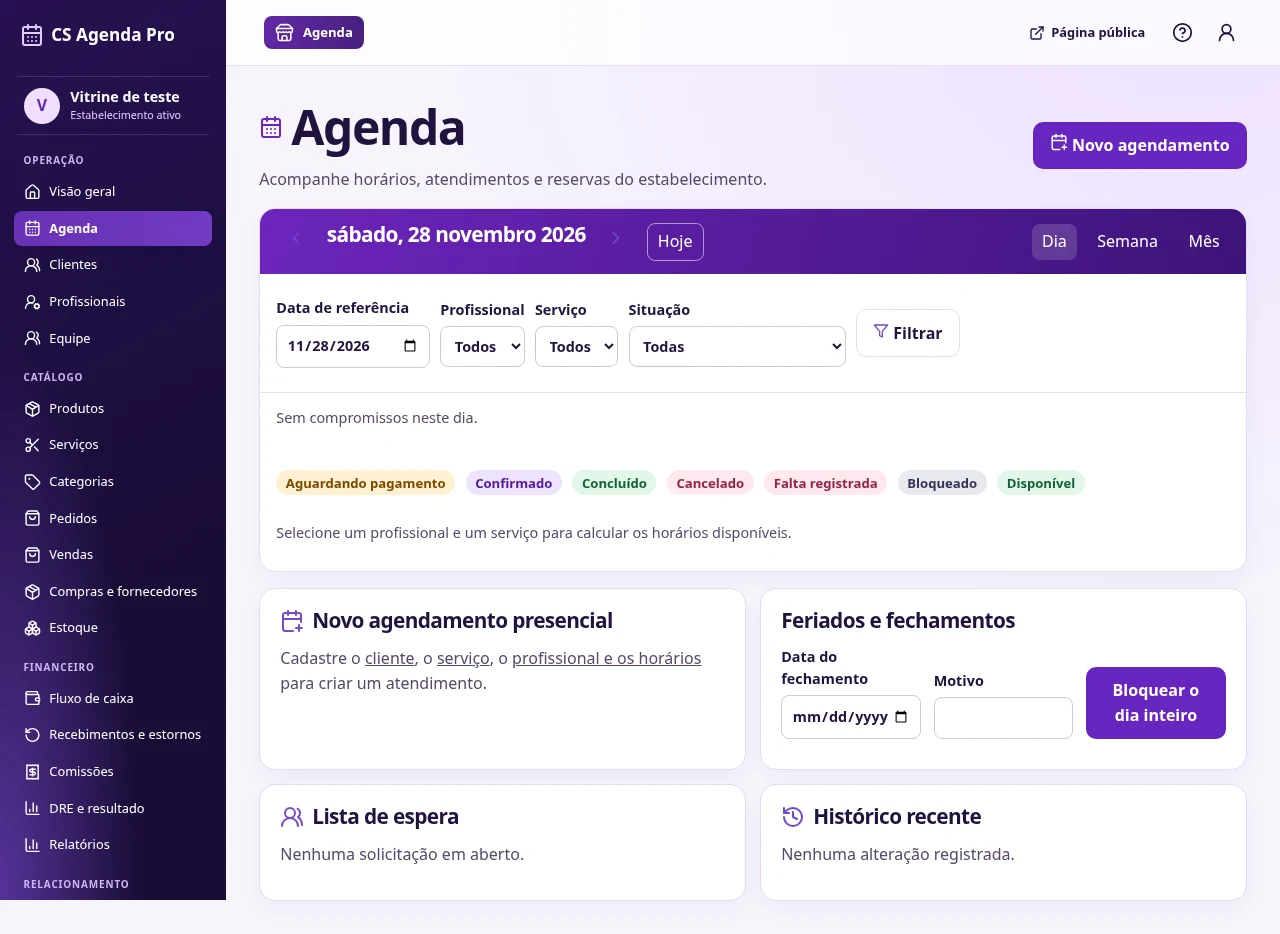 CS Agenda Pro
V
Vitrine de teste
Estabelecimento ativo
OPERAÇÃO
Visão geral
Agenda
Clientes
Profissionais
Equipe
CATÁLOGO
Produtos
Serviços
Categorias
Pedidos
Vendas
Compras e fornecedores
Estoque
FINANCEIRO
Fluxo de caixa
Recebimentos e estornos
Comissões
DRE e resultado
Relatórios
RELACIONAMENTO
Agenda
Página pública
Agenda
Novo agendamento
Acompanhe horários, atendimentos e reservas do estabelecimento.
sábado, 28 novembro 2026
Hoje
Dia Semana Mês
Data de referência Profissional Serviço Situação
11/28/2026 Todos Todos Todas Filtrar
Sem compromissos neste dia.
Aguardando pagamento Confirmado Concluído Cancelado Falta registrada Bloqueado Disponível
Selecione um profissional e um serviço para calcular os horários disponíveis.
Novo agendamento presencial
Cadastre o cliente, o serviço, o profissional e os horários
para criar um atendimento.
Feriados e fechamentos
Data do
fechamento
mm/dd/yyyy
Motivo
Bloquear o
dia inteiro
Lista de espera
Nenhuma solicitação em aberto.
Histórico recente
Nenhuma alteração registrada.